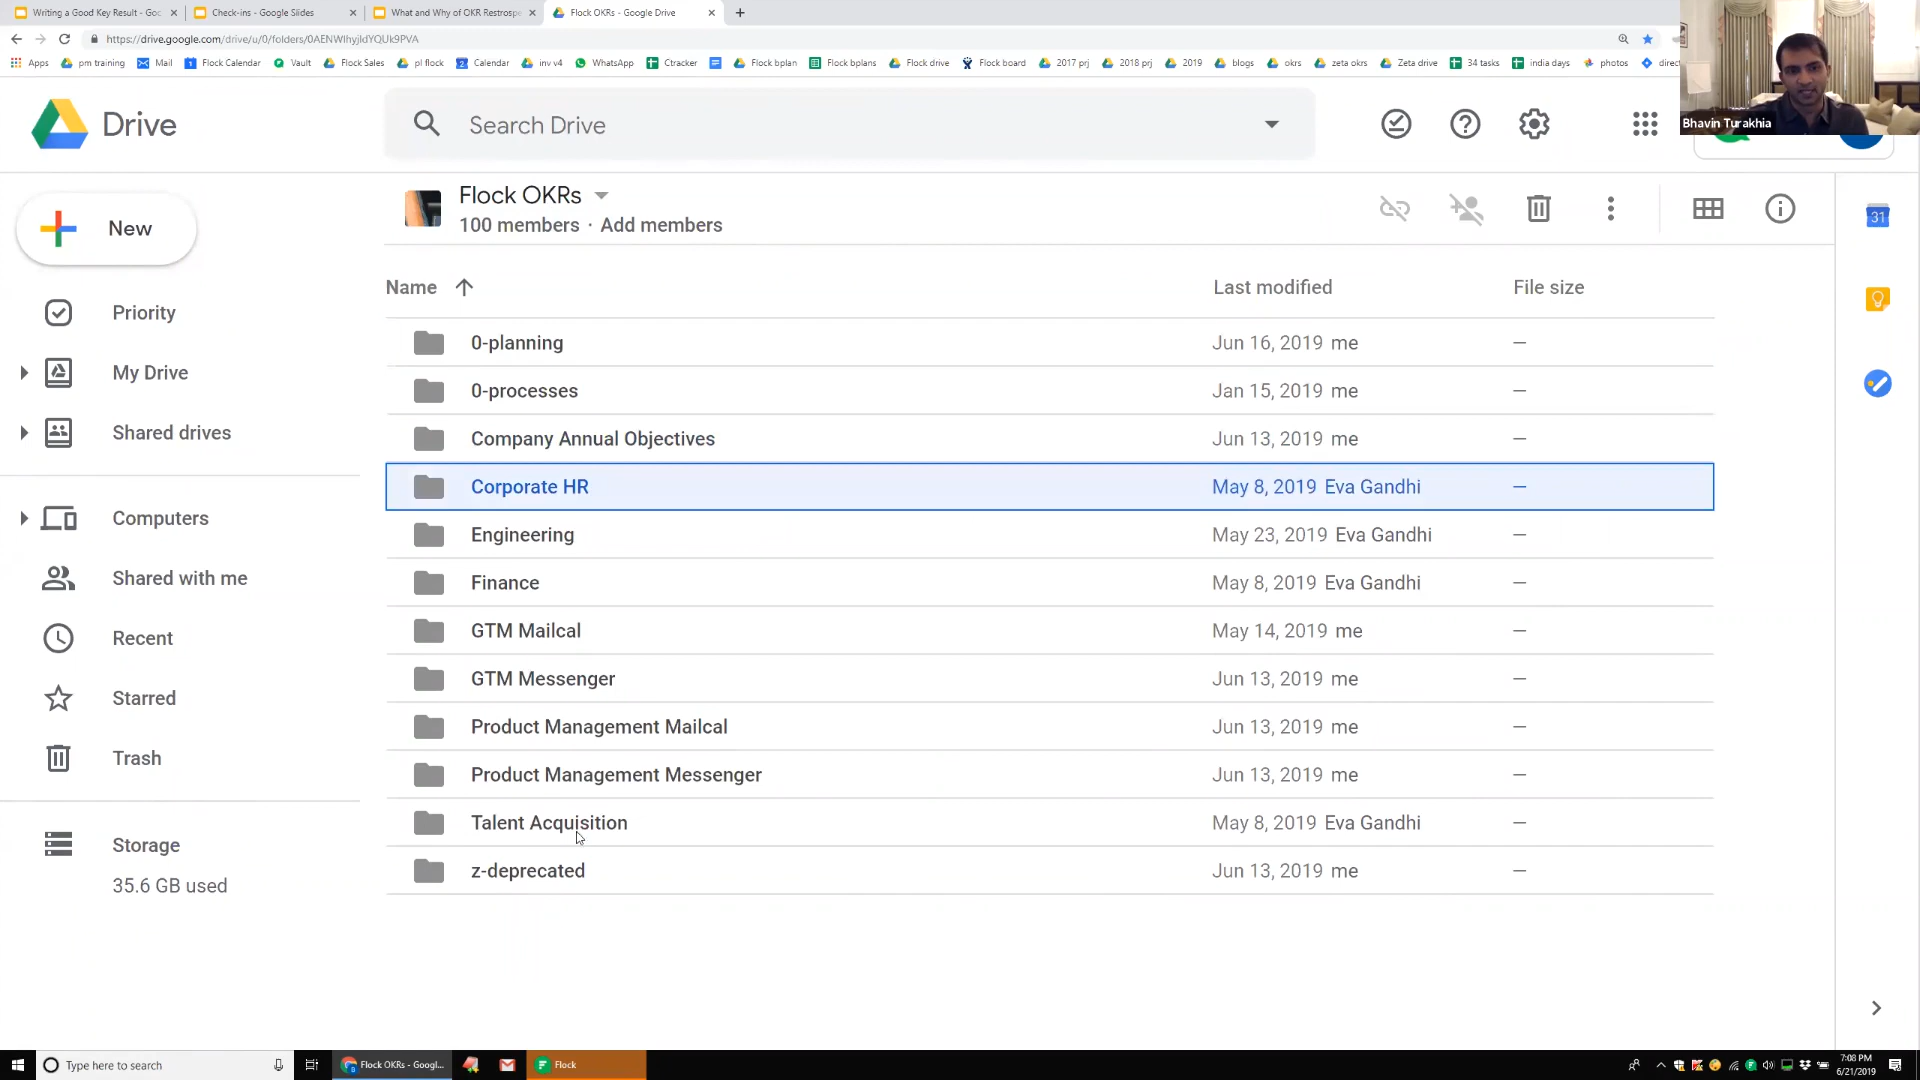 Writing a Good Key Result - Goo
Check-ins - Google Slides
What and Why of OKR Restrospe
Flock OKRs - Google Drive
https://drive.google.com/drive/u/0/folders/0AENWIhyjkldYQUk9PVA
Apps
pm training
Mail
Flock Calendar
Vault
Flock Sales
pl flock
Calendar
inv v4
WhatsApp
Ctracker
Flock bplan
Flock bplans
Flock drive
Flock board
2017 prj
2018 prj
2019
blogs
okrs
zeta okrs
Zeta drive
34 tasks
india days
photos
direct
Bhavin Turakhia
Drive
Search Drive
New
Flock OKRs
100 members · Add members
Priority
My Drive
Shared drives
Computers
Shared with me
Recent
Starred
Trash
Storage
35.6 GB used
Name Last modified File size
0-planning Jun 16, 2019 me —
0-processes Jan 15, 2019 me —
Company Annual Objectives Jun 13, 2019 me —
Corporate HR May 8, 2019 Eva Gandhi —
Engineering May 23, 2019 Eva Gandhi —
Finance May 8, 2019 Eva Gandhi —
GTM Mailcal May 14, 2019 me —
GTM Messenger Jun 13, 2019 me —
Product Management Mailcal Jun 13, 2019 me —
Product Management Messenger Jun 13, 2019 me —
Talent Acquisition May 8, 2019 Eva Gandhi —
z-deprecated Jun 13, 2019 me —
31
Type here to search
Flock OKRs - Googl...
Flock
7:08 PM
6/21/2019